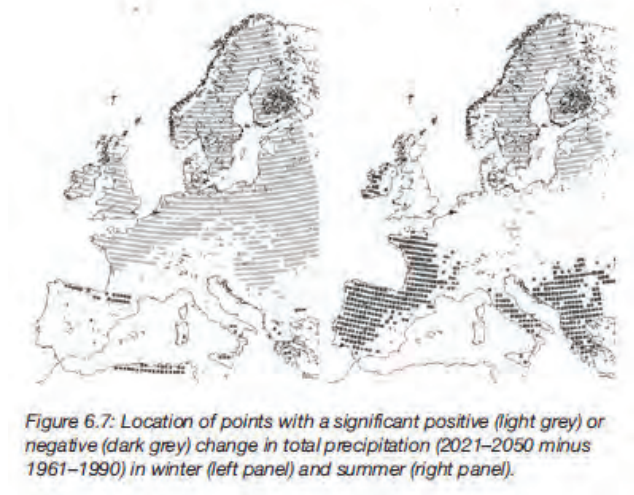 Figure 6.7: Location of points with a significant positive (light grey) or
negative (dark grey) change in total precipitation (2021–2050 minus
1961–1990) in winter (left panel) and summer (right panel).